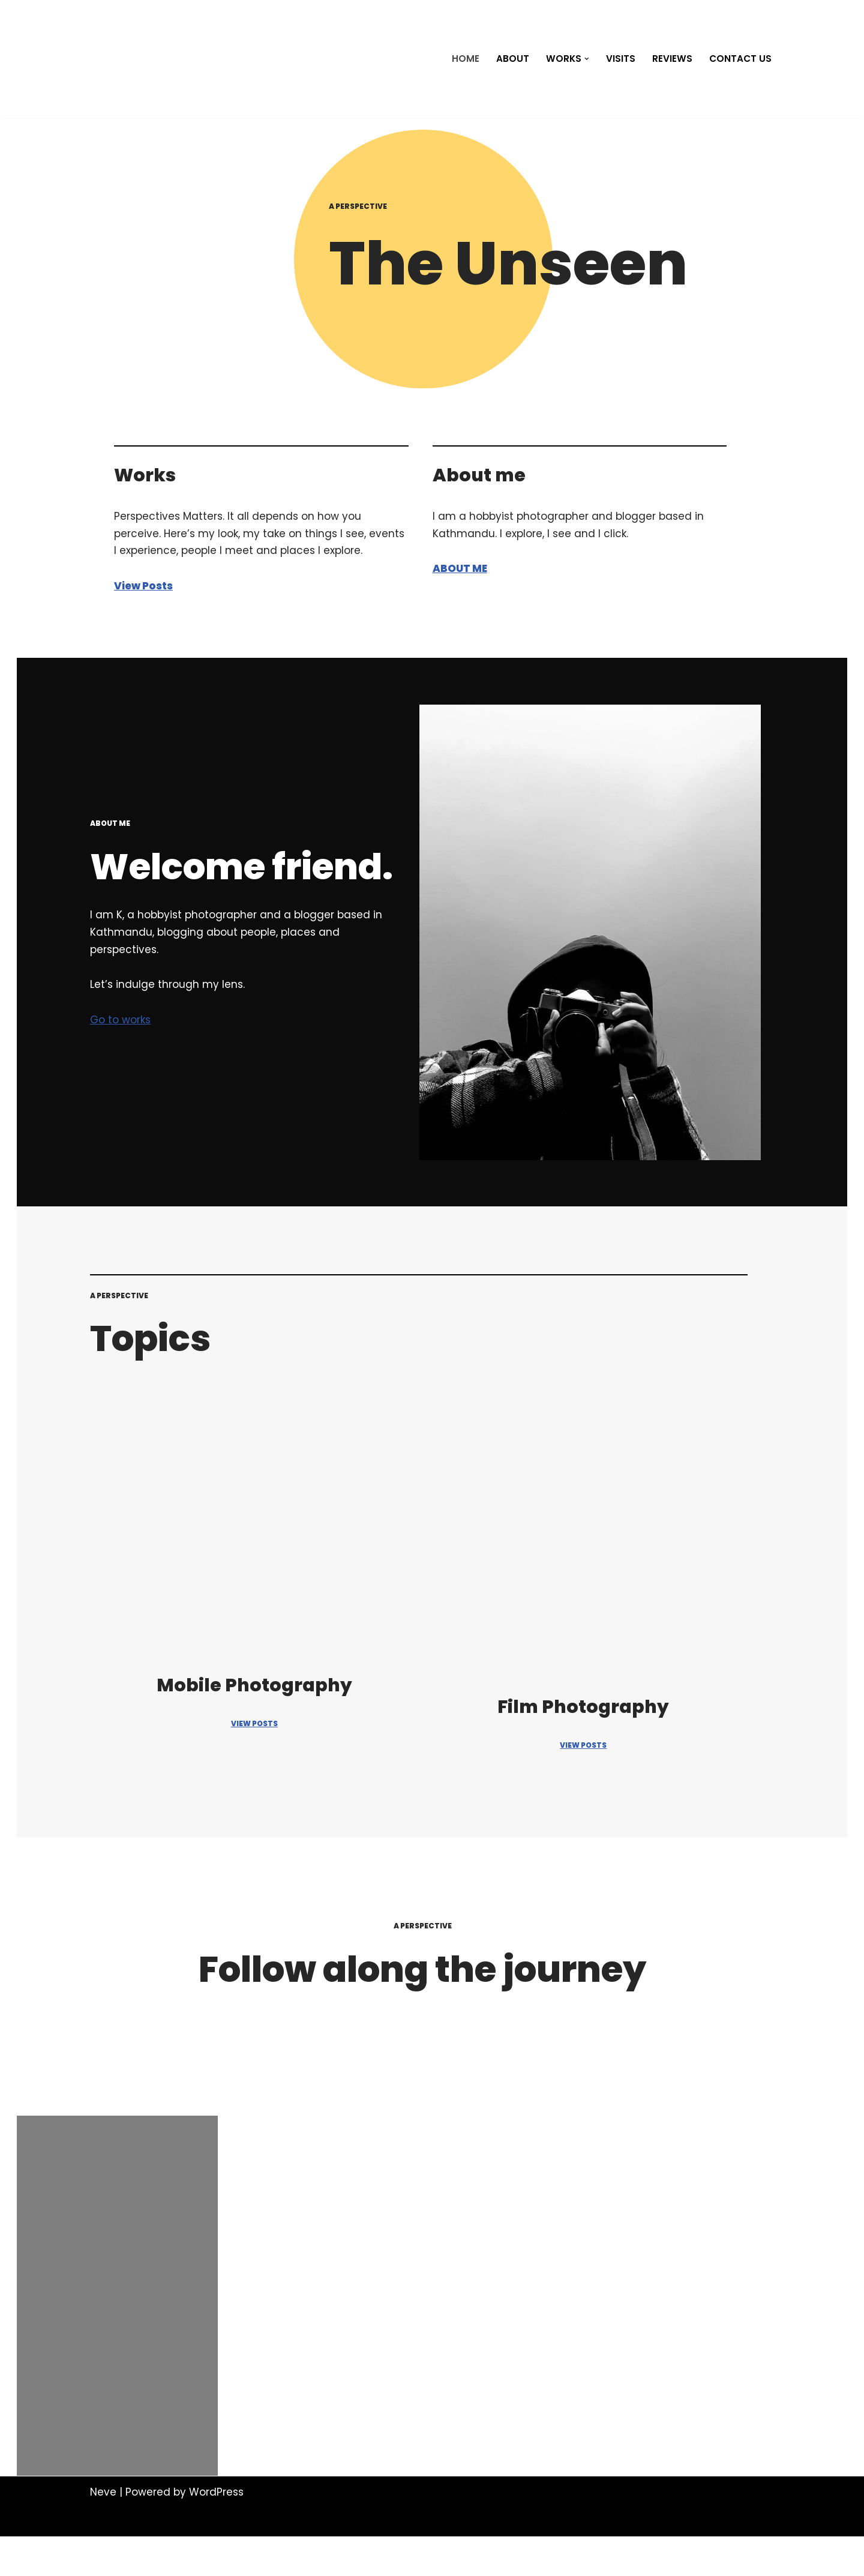 HOME ABOUT WORKS VISITS REVIEWS CONTACT US
A PERSPECTIVE
The Unseen
Works
Perspectives Matters. It all depends on how you
perceive. Here’s my look, my take on things I see, events
I experience, people I meet and places I explore.
View Posts
About me
I am a hobbyist photographer and blogger based in
Kathmandu. I explore, I see and I click.
ABOUT ME
ABOUT ME
Welcome friend.
I am K, a hobbyist photographer and a blogger based in
Kathmandu, blogging about people, places and
perspectives.
Let’s indulge through my lens.
Go to works
A PERSPECTIVE
Topics
Mobile Photography
VIEW POSTS
Film Photography
VIEW POSTS
A PERSPECTIVE
Follow along the journey
Neve | Powered by WordPress